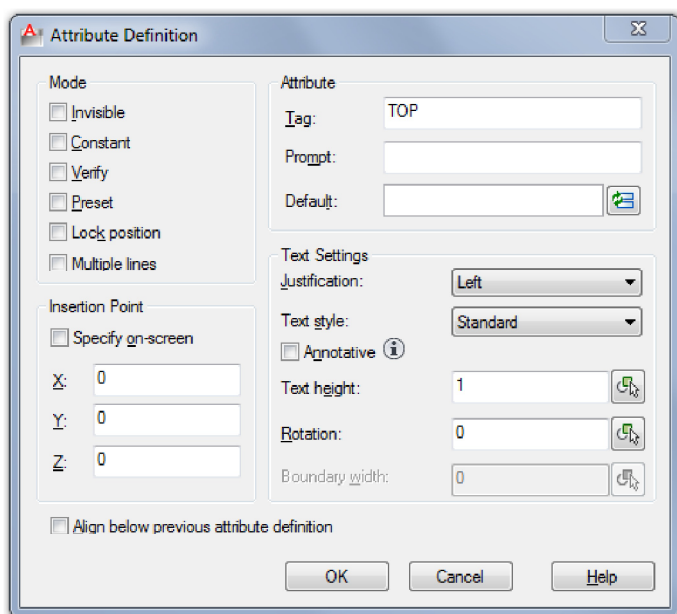 Attribute Definition
Mode
Invisible
Constant
Verify
Preset
Lock position
Multiple lines
Insertion Point
Specify on-screen
X: 0
Y: 0
Z: 0
Attribute
Tag: TOP
Prompt:
Default:
Text Settings
Justification: Left
Text style: Standard
Annotative
Text height: 1
Rotation: 0
Boundary width: 0
Align below previous attribute definition
OK Cancel Help